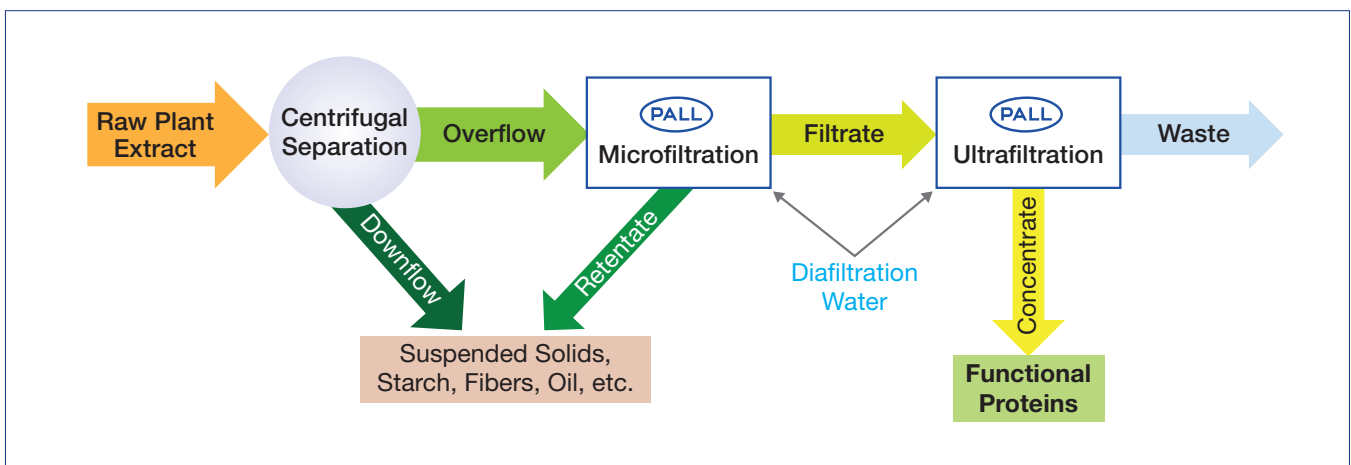 Raw Plant
Extract
Centrifugal
Separation
Overflow
PALL
Microfiltration
Filtrate
PALL
Ultrafiltration
Waste
Downflow
Retentate
Diafiltration
Water
Concentrate
Suspended Solids,
Starch, Fibers, Oil, etc.
Functional
Proteins